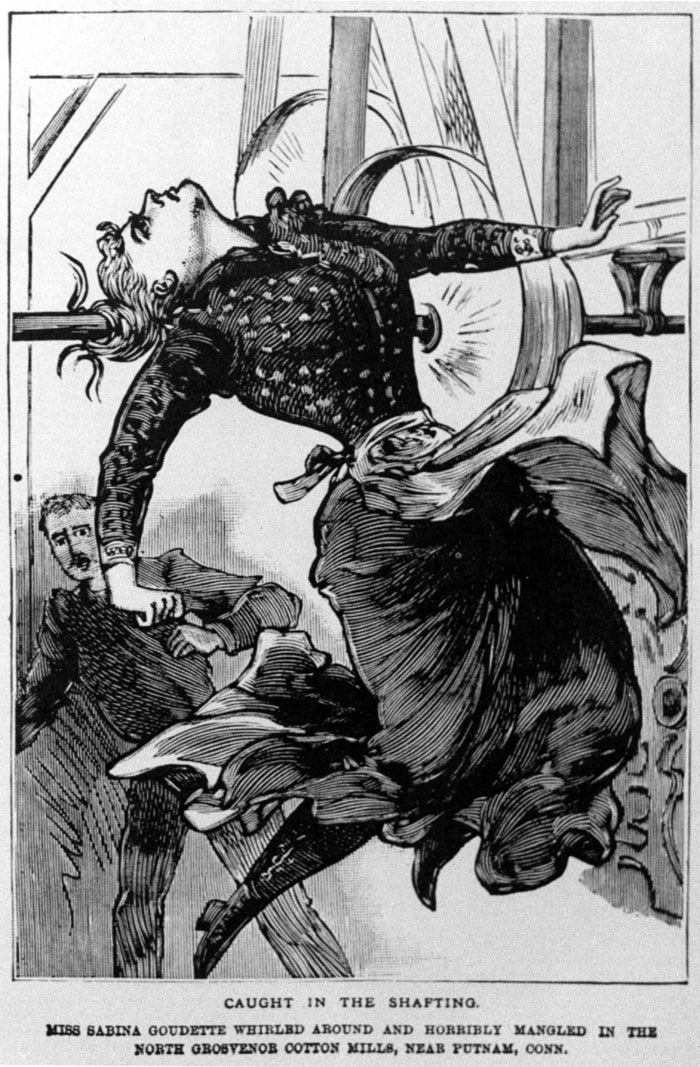 CAUGHT IN THE SHAFTING.
MISS SABINA GOUDETTE WHIRLED AROUND AND HORRIBLY MANGLED IN THE
NORTH GROSVENOR COTTON MILLS, NEAR PUTNAM, CONN.